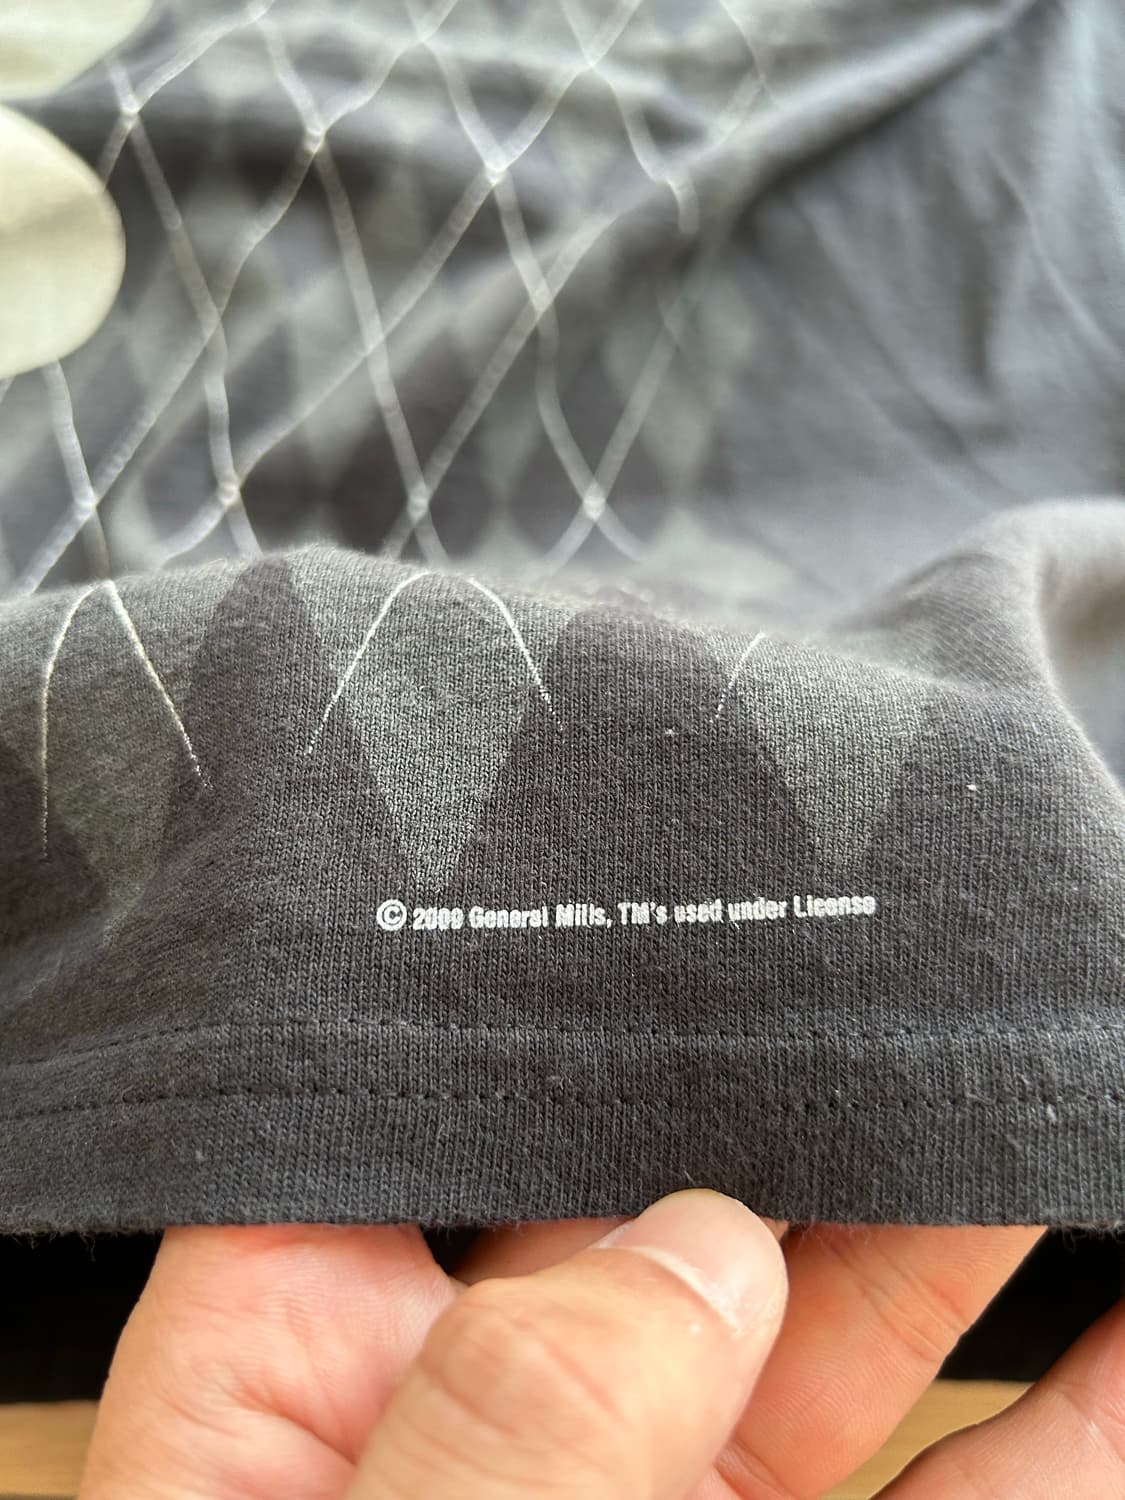 © 2009 General Mills, TM's used under License